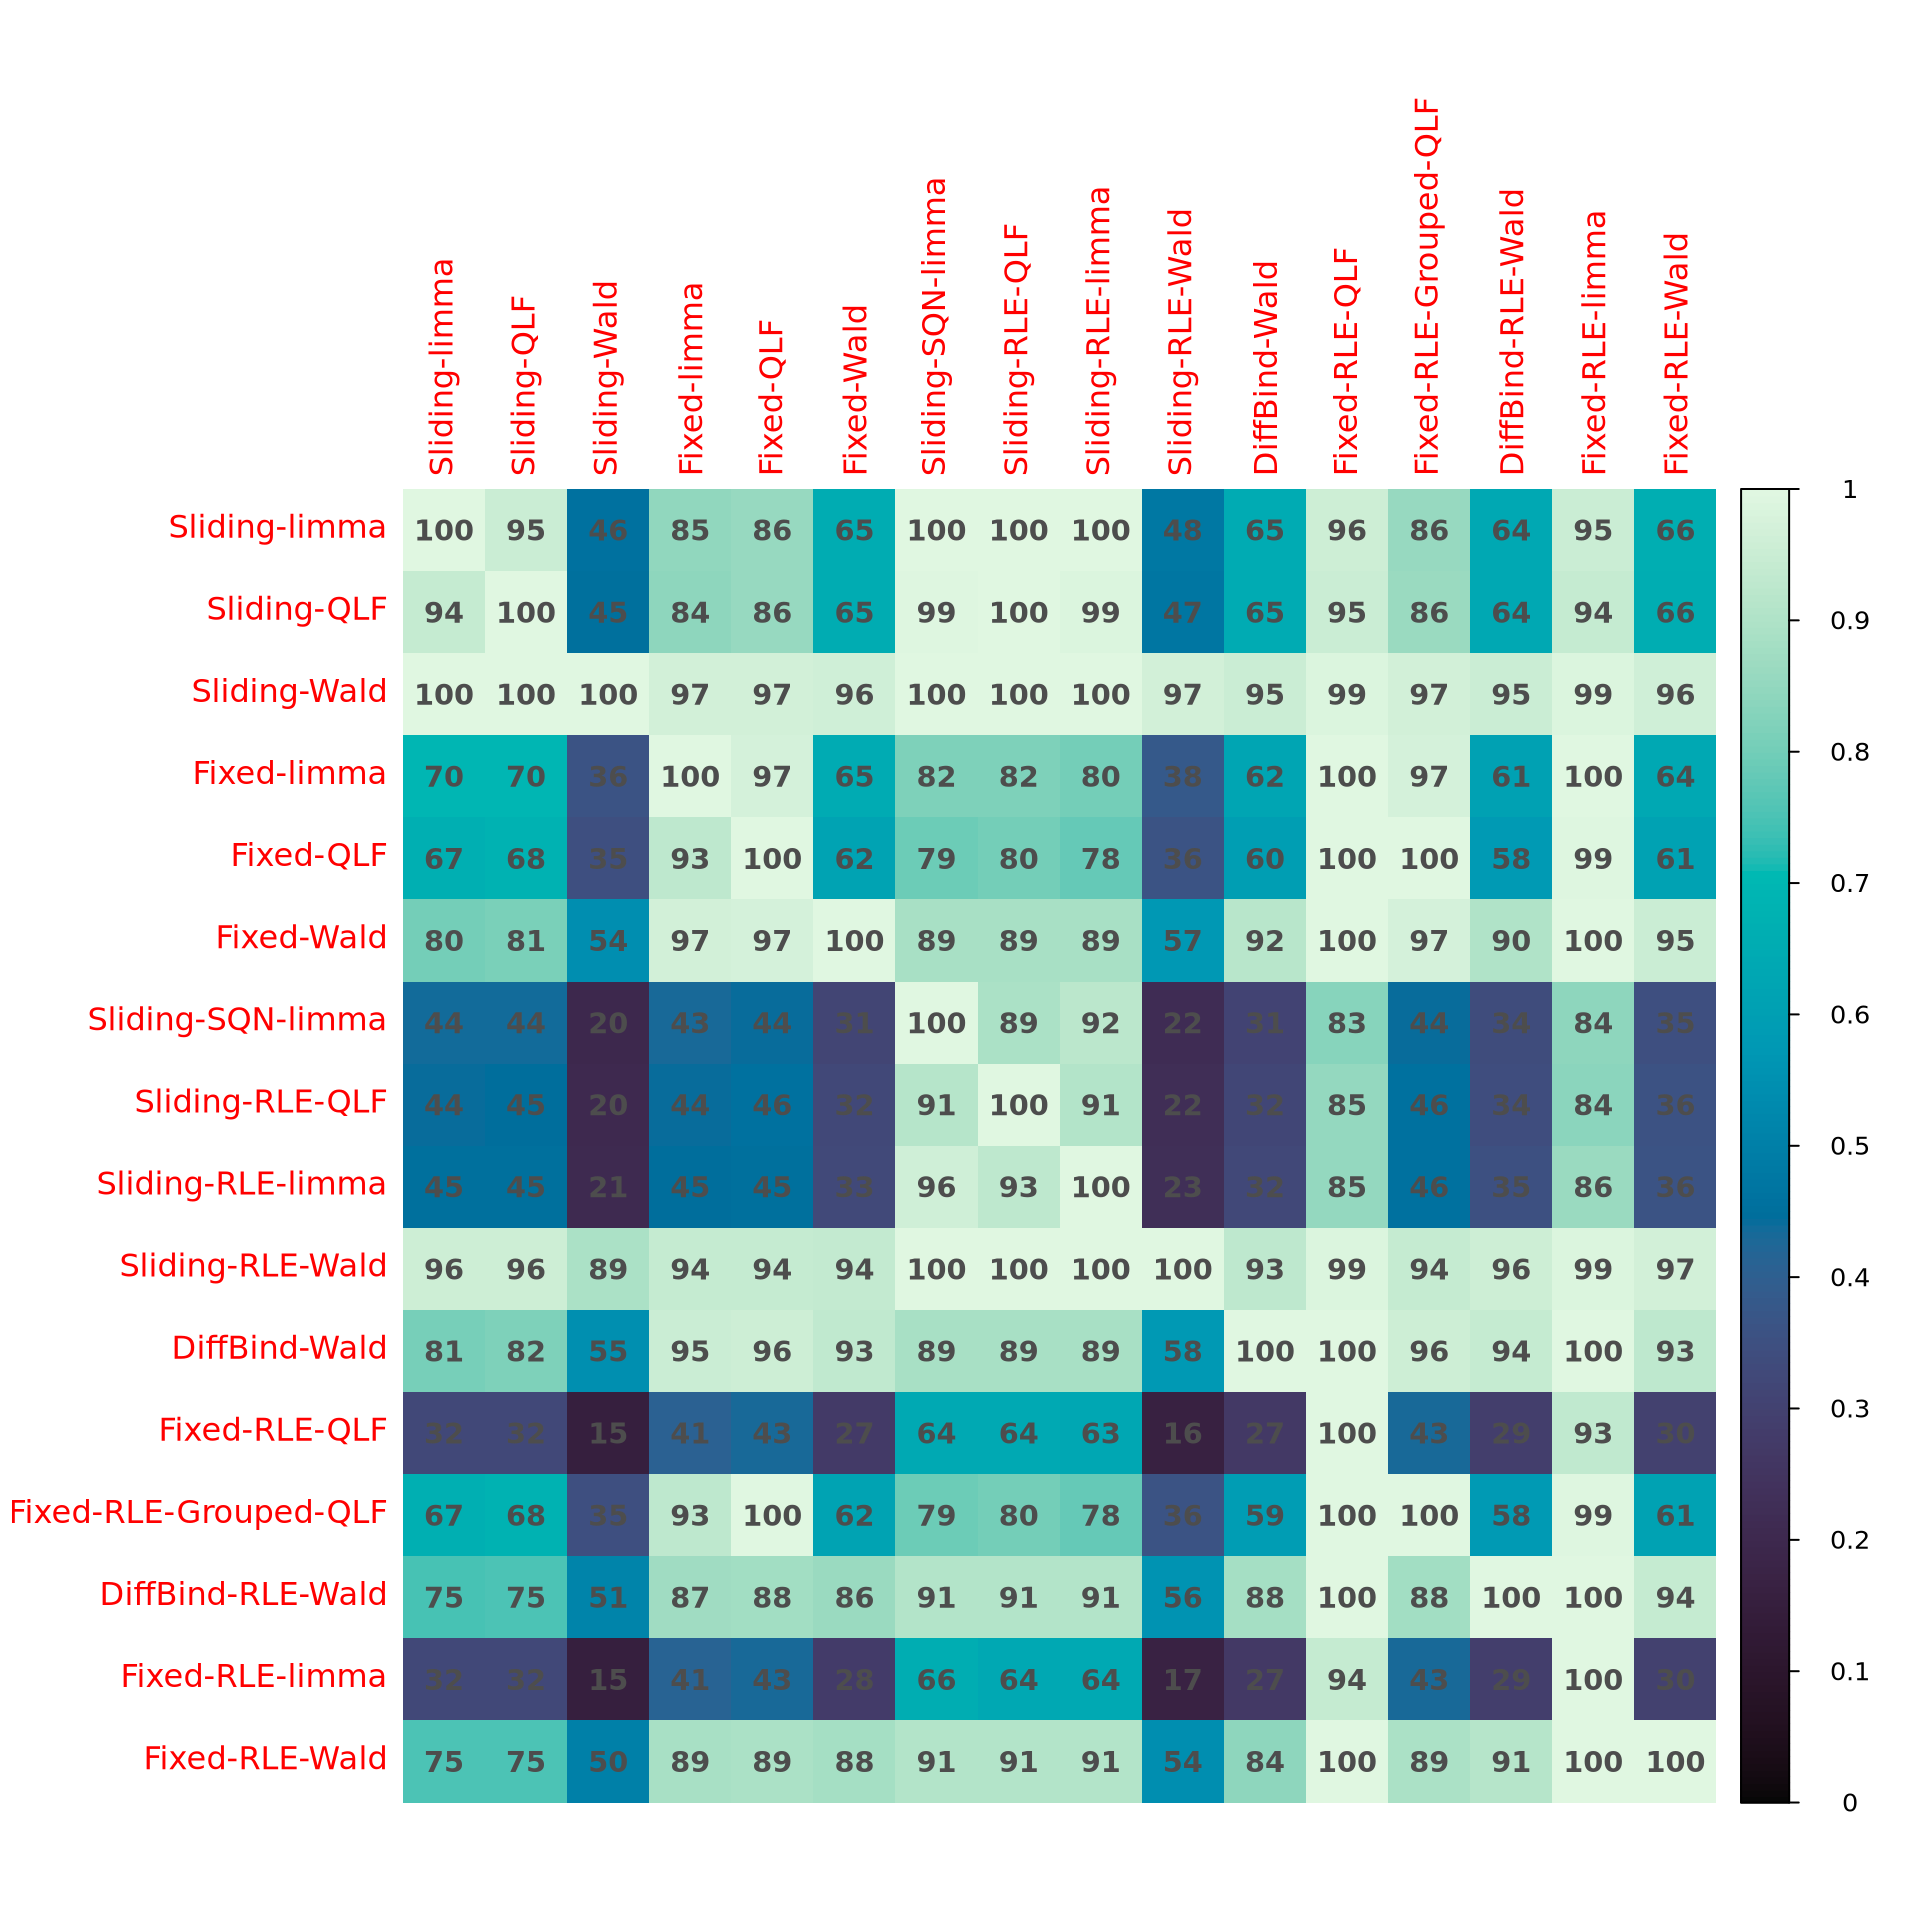 Sliding-limma
Sliding-QLF
Sliding-Wald
Fixed-limma
Fixed-QLF
Fixed-Wald
Sliding-SQN-limma
Sliding-RLE-QLF
Sliding-RLE-limma
Sliding-RLE-Wald
DiffBind-Wald
Fixed-RLE-QLF
Fixed-RLE-Grouped-QLF
DiffBind-RLE-Wald
Fixed-RLE-limma
Fixed-RLE-Wald
Sliding-limma 100 95 46 85 86 65 100 100 100 48 65 96 86 64 95 66
Sliding-QLF 94 100 45 84 86 65 99 100 99 47 65 95 86 64 94 66
Sliding-Wald 100 100 100 97 97 96 100 100 100 97 95 99 97 95 99 96
Fixed-limma 70 70 36 100 97 65 82 82 80 38 62 100 97 61 100 64
Fixed-QLF 67 68 35 93 100 62 79 80 78 36 60 100 100 58 99 61
Fixed-Wald 80 81 54 97 97 100 89 89 89 57 92 100 97 90 100 95
Sliding-SQN-limma 44 44 20 43 44 31 100 89 92 22 31 83 44 34 84 35
Sliding-RLE-QLF 44 45 20 44 46 32 91 100 91 22 32 85 46 34 84 36
Sliding-RLE-limma 45 45 21 45 45 33 96 93 100 23 32 85 46 35 86 36
Sliding-RLE-Wald 96 96 89 94 94 94 100 100 100 100 93 99 94 96 99 97
DiffBind-Wald 81 82 55 95 96 93 89 89 89 58 100 100 96 94 100 93
Fixed-RLE-QLF 32 32 15 41 43 27 64 64 63 16 27 100 43 29 93 30
Fixed-RLE-Grouped-QLF 67 68 35 93 100 62 79 80 78 36 59 100 100 58 99 61
DiffBind-RLE-Wald 75 75 51 87 88 86 91 91 91 56 88 100 88 100 100 94
Fixed-RLE-limma 32 32 15 41 43 28 66 64 64 17 27 94 43 29 100 30
Fixed-RLE-Wald 75 75 50 89 89 88 91 91 91 54 84 100 89 91 100 100
1
0.9
0.8
0.7
0.6
0.5
0.4
0.3
0.2
0.1
0